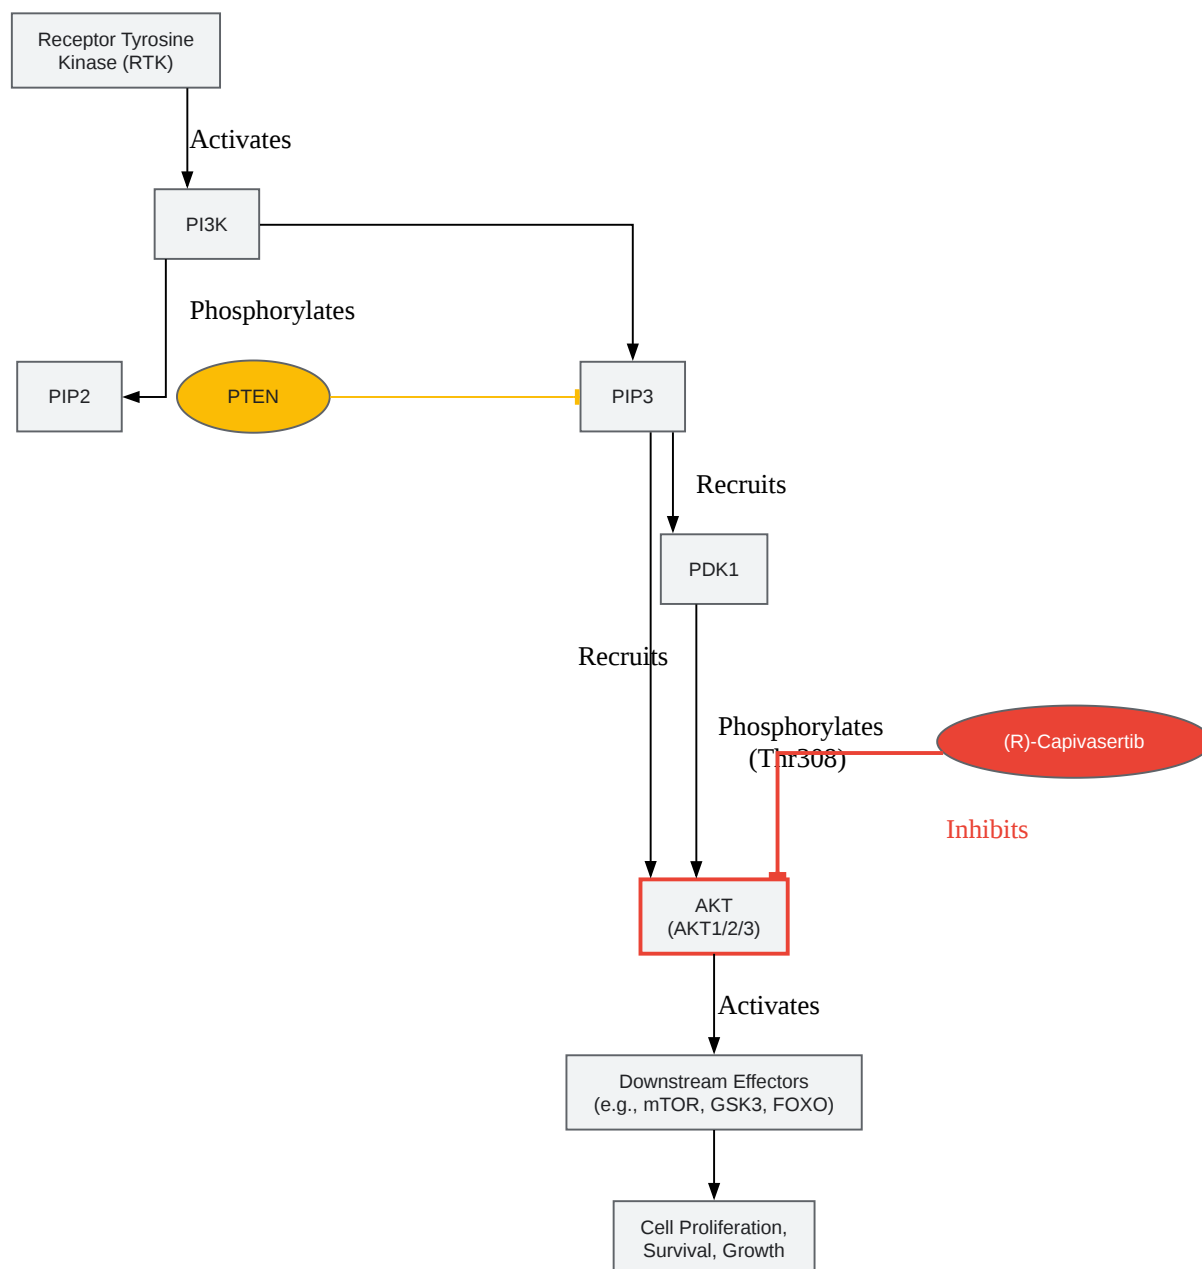 Receptor Tyrosine
Kinase (RTK)
Activates
PI3K
Phosphorylates
PIP2
PTEN
PIP3
Recruits
PDK1
Recruits
Phosphorylates
(Thr308)
(R)-Capivasertib
Inhibits
AKT
(AKT1/2/3)
Activates
Downstream Effectors
(e.g., mTOR, GSK3, FOXO)
Cell Proliferation,
Survival, Growth